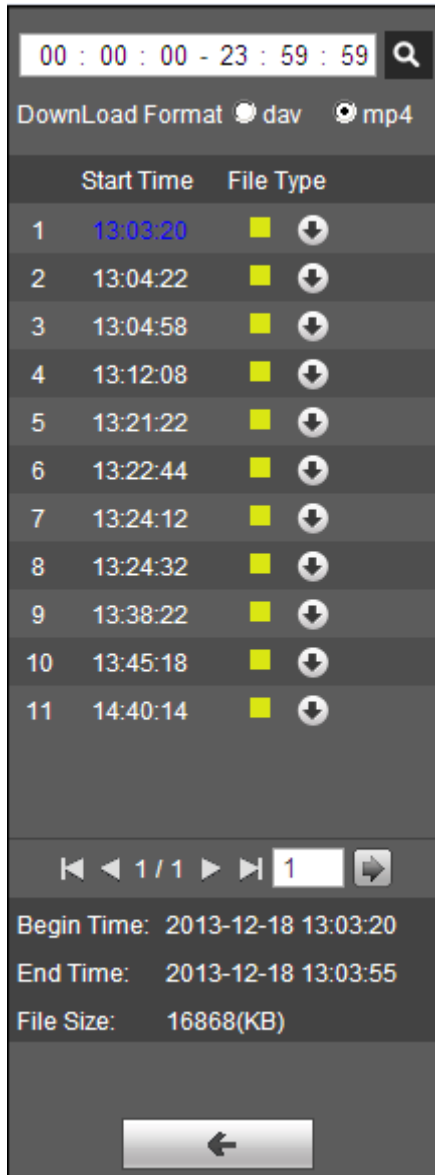 00 : 00 : 00 - 23 : 59 : 59
DownLoad Format dav mp4
Start Time File Type
1 13:03:20
2 13:04:22
3 13:04:58
4 13:12:08
5 13:21:22
6 13:22:44
7 13:24:12
8 13:24:32
9 13:38:22
10 13:45:18
11 14:40:14
1 / 1 1
Begin Time: 2013-12-18 13:03:20
End Time: 2013-12-18 13:03:55
File Size: 16868(KB)